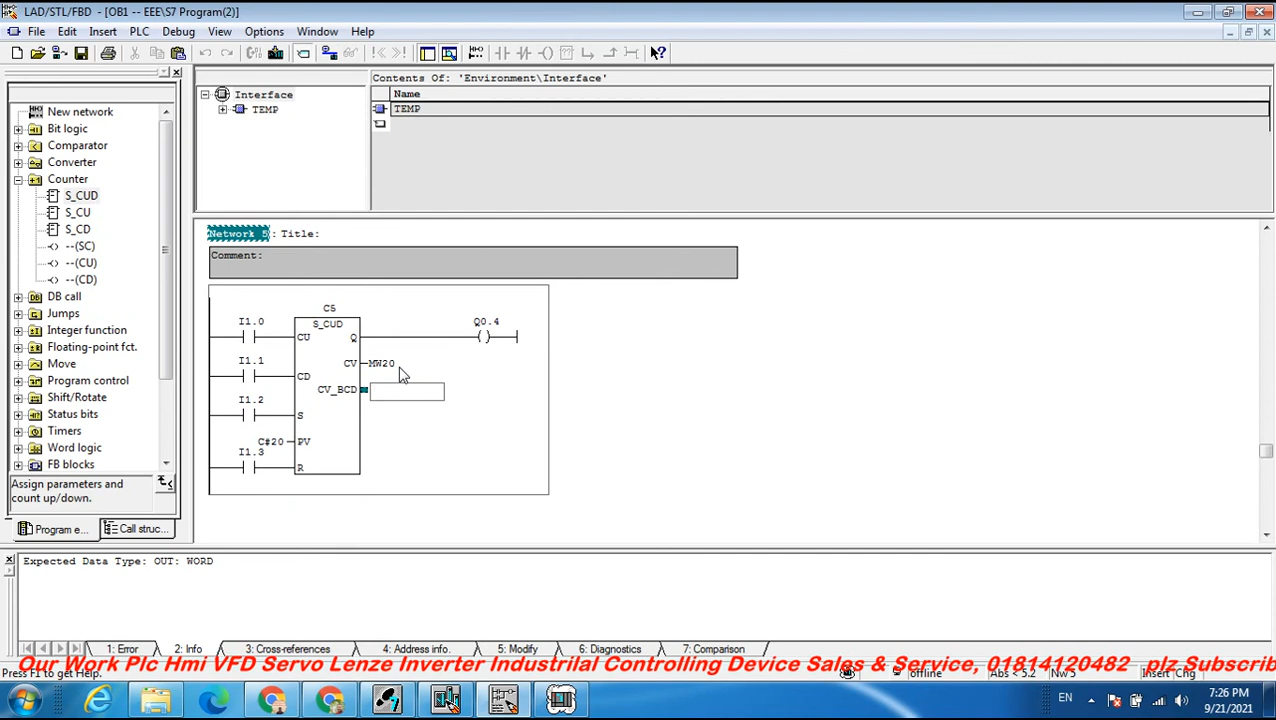 LAD/STL/FBD - [OB1 -- EEE\S7 Program(2)]
File Edit Insert PLC Debug View Options Window Help
New network
Bit logic
Comparator
Converter
Counter
S_CUD
S_CU
S_CD
--(SC)
--(CU)
--(CD)
DB call
Jumps
Integer function
Floating-point fct.
Move
Program control
Shift/Rotate
Status bits
Timers
Word logic
FB blocks
Assign parameters and
count up/down.
Program e...
Call struc...
Interface
TEMP
Contents Of: 'Environment\Interface'
Name
TEMP
Network 5: Title:
Comment:
C5
I1.0
S_CUD
Q0.4
CU
Q
I1.1
CV
MW20
CD
CV_BCD
I1.2
S
C#20
PV
I1.3
R
Expected Data Type: OUT: WORD
1: Error 2: Info 3: Cross-references 4: Address info. 5: Modify 6: Diagnostics 7: Comparison
Our Work Plc Hmi VFD Servo Lenze Inverter Industrilal Controlling Device Sales & Service, 01814120482 plz Subscrib
Press F1 to get Help.
offline
Abs < 5.2
Nw 5
Insert
Chg
EN
7:26 PM
9/21/2021